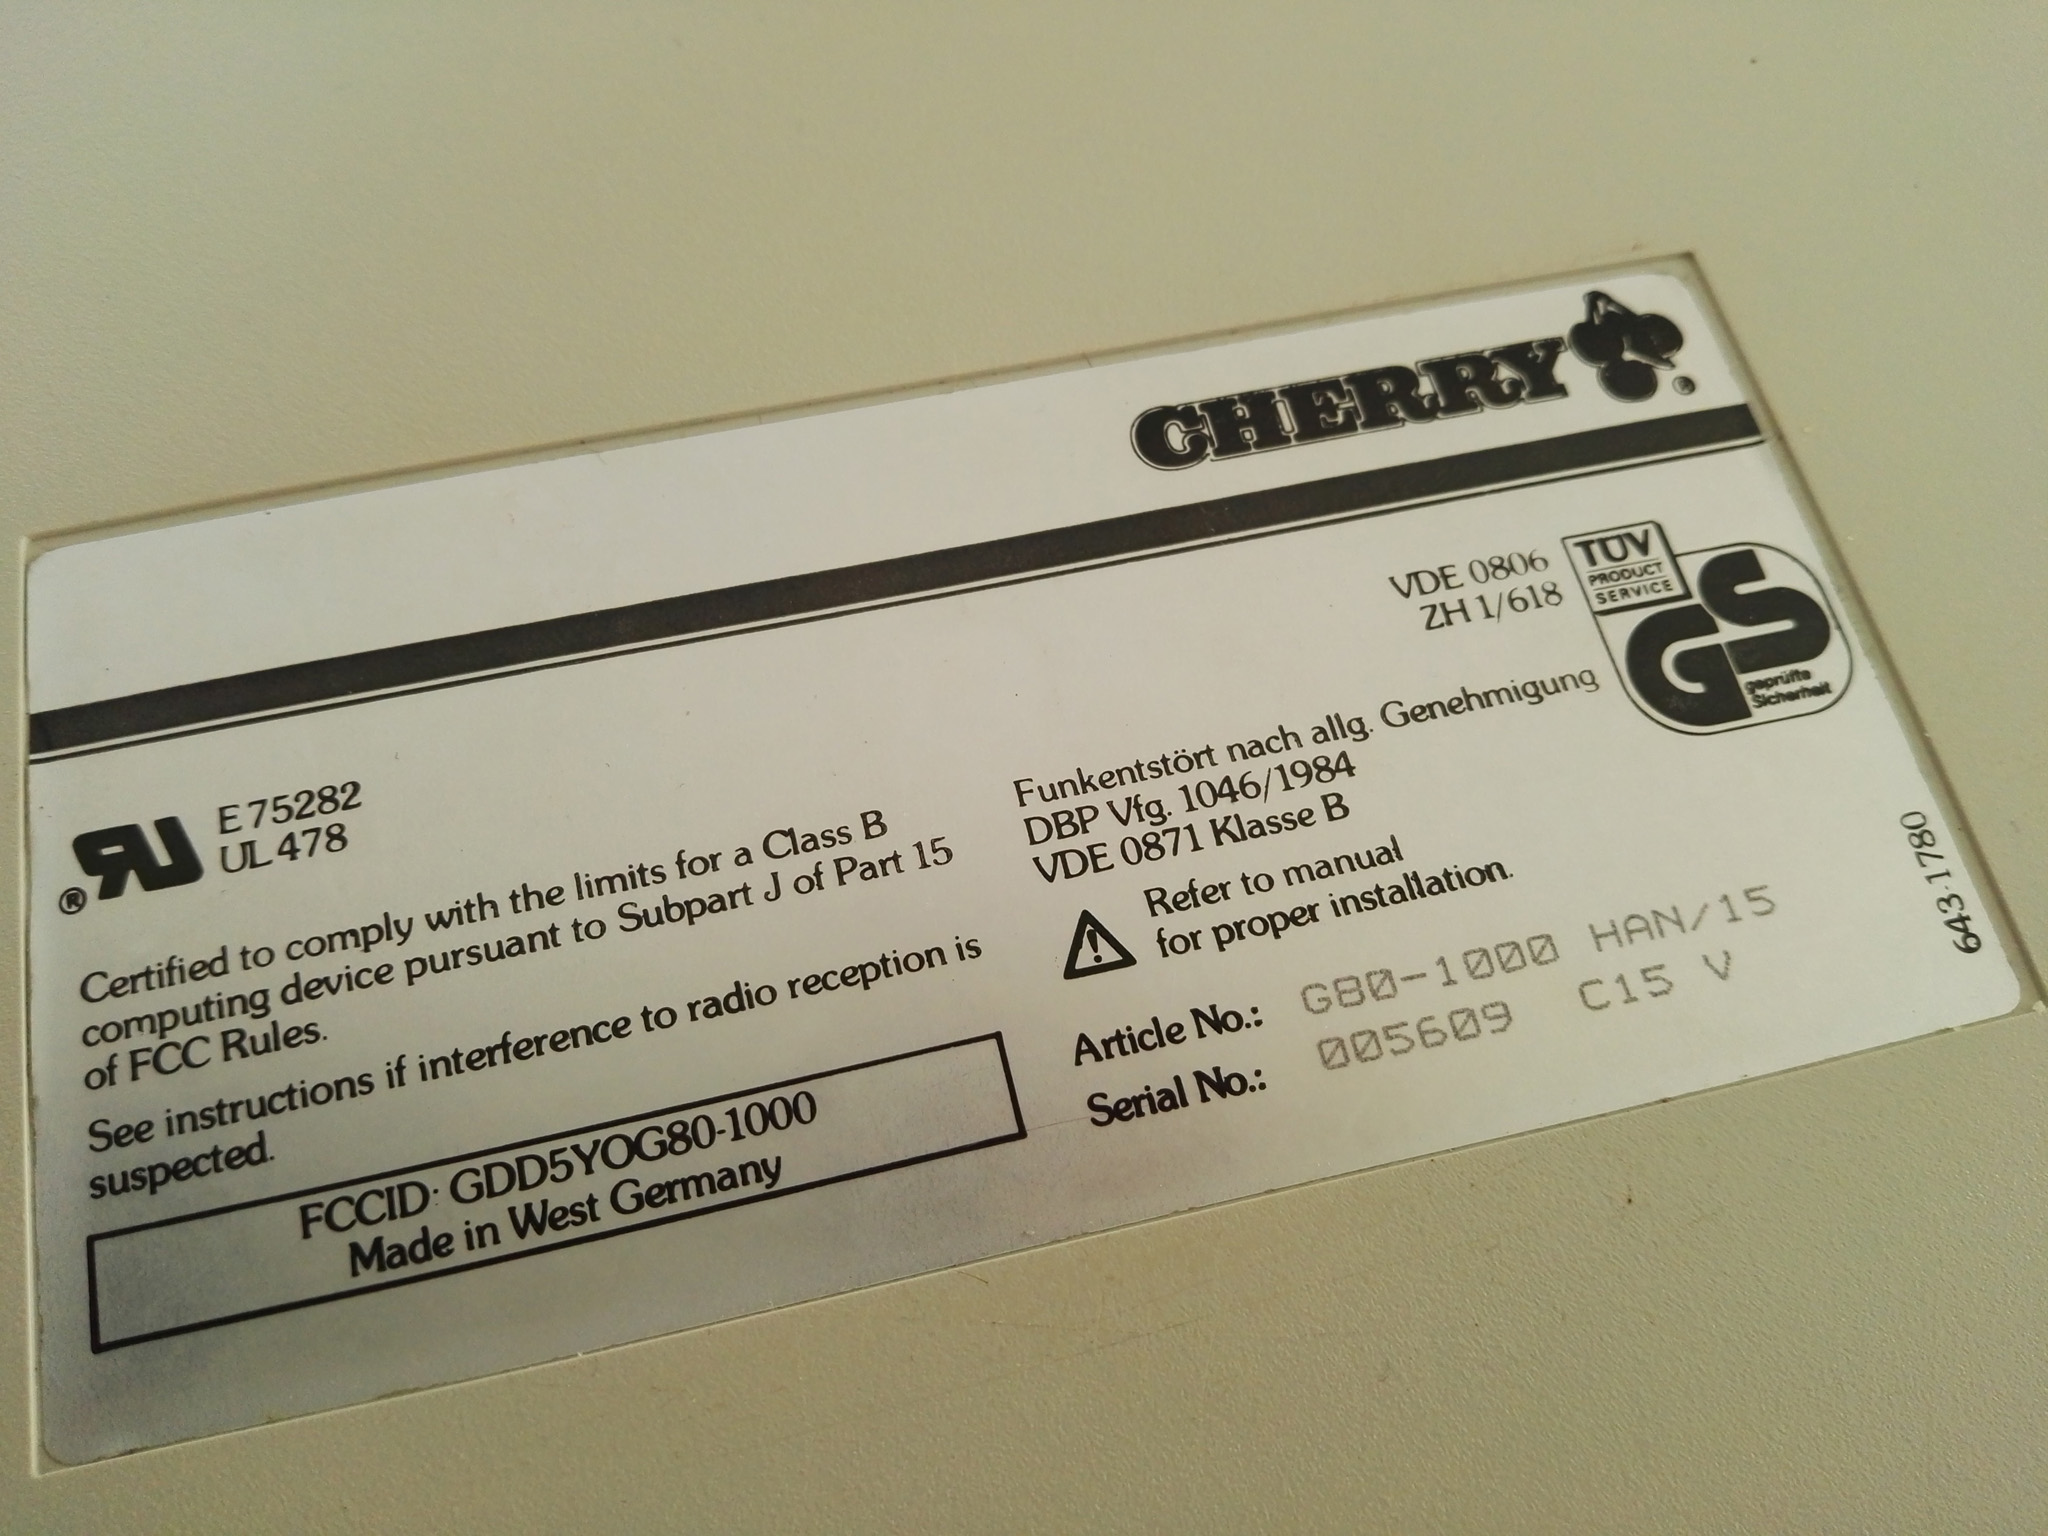 CHERRY ®
VDE 0806
ZH 1/618
TÜV
PRODUCT
SERVICE
GS
geprüfte
Sicherheit
® RU
E 75282
UL 478
Certified to comply with the limits for a Class B
computing device pursuant to Subpart J of Part 15
of FCC Rules.
See instructions if interference to radio reception is
suspected.
FCCID: GDD5YOG80-1000
Made in West Germany
Funkentstört nach allg. Genehmigung
DBP Vfg. 1046/1984
VDE 0871 Klasse B
Refer to manual
for proper installation.
Article No.: G80-1000 HAN/15
Serial No.: 005609 C15 V
643-1780